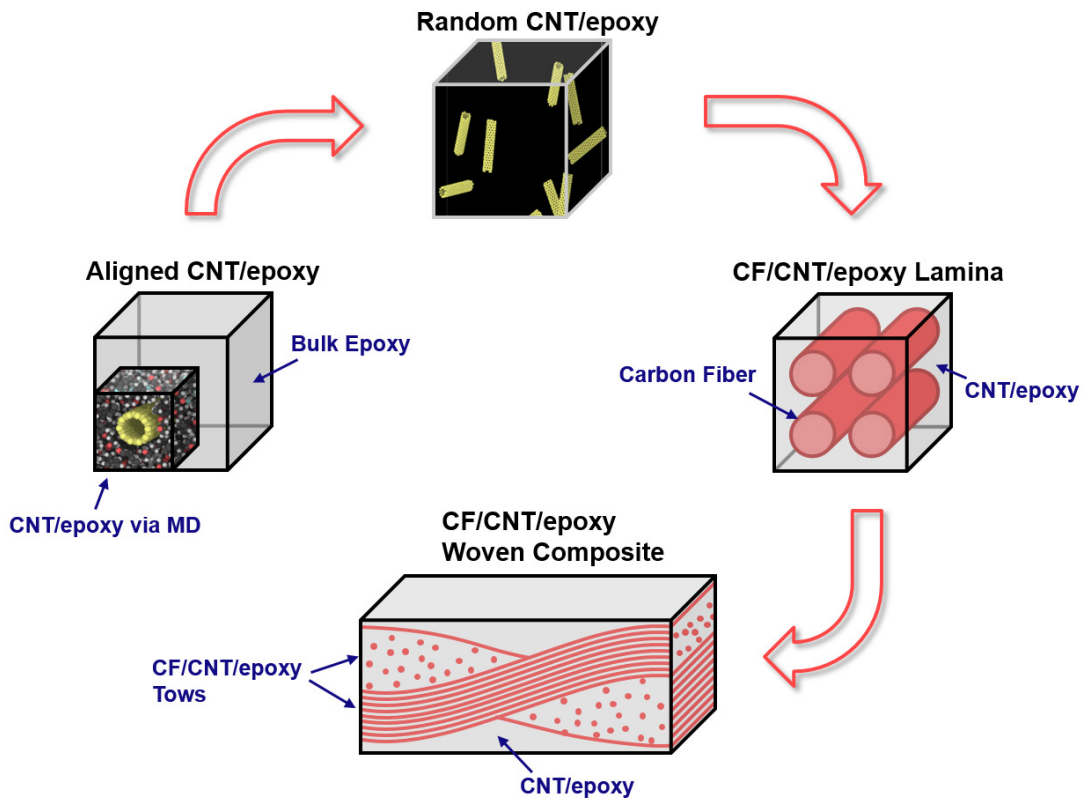 Random CNT/epoxy
Aligned CNT/epoxy
Bulk Epoxy
CNT/epoxy via MD
CF/CNT/epoxy Lamina
Carbon Fiber
CNT/epoxy
CF/CNT/epoxy
Woven Composite
CF/CNT/epoxy
Tows
CNT/epoxy